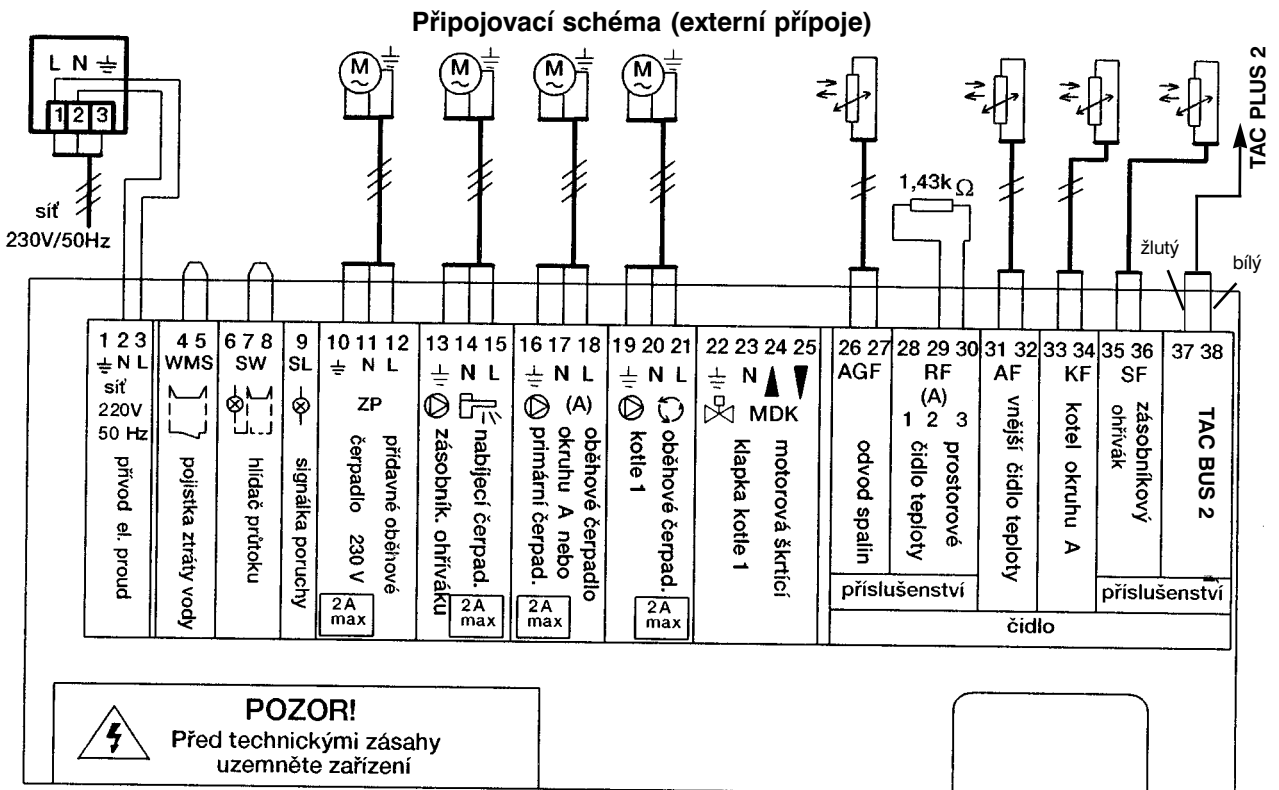 Připojovací schéma (externí přípoje)
L N
1 2 3
síť
230V/50Hz
M
~
M
~
M
~
M
~
1,43k Ω
TAC PLUS 2
žlutý
bílý
1 2 3
N L
síť
220V
50 Hz
přívod el. proud
4 5
WMS
pojistka ztráty vody
6 7 8
SW
hlídač průtoku
9
SL
signálka poruchy
10 11 12
N L
ZP
přídavné oběhové
čerpadlo 230 V
2A
max
13 14 15
N L
nabíjecí čerpad.
zásobník. ohříváku
2A
max
16 17 18
N L
(A)
oběhové čerpadlo
okruhu A nebo
primární čerpad.
2A
max
19 20 21
N L
oběhové čerpad.
kotle 1
2A
max
22 23 24 25
N
MDK
motorová škrtící
klapka kotle 1
26 27
AGF
odvod spalin
28 29 30
RF
(A)
1 2 3
prostorové
čidlo teploty
příslušenství
31 32
AF
vnější čidlo teploty
33 34
KF
kotel okruhu A
35 36
SF
zásobníkový
ohřívák
37 38
TAC BUS 2
příslušenství
čidlo
POZOR!
Před technickými zásahy
uzemněte zařízení